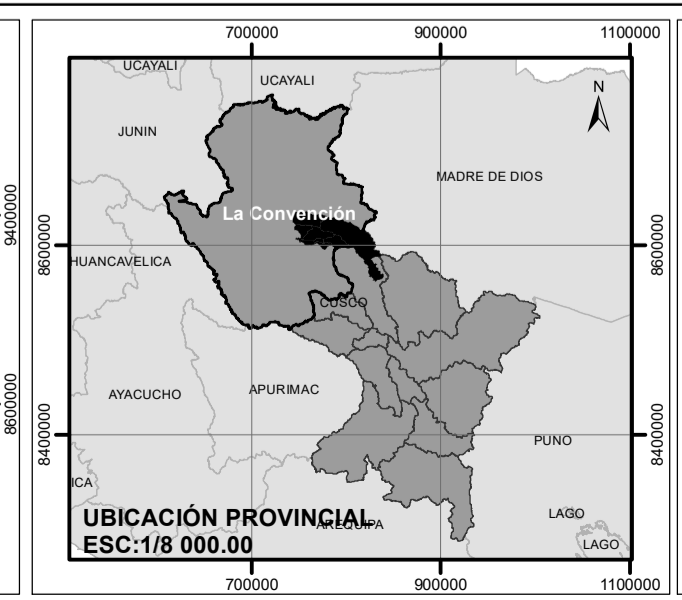 700000 900000 1100000
UCAYALI
UCAYALI
N
JUNIN
MADRE DE DIOS
9400000
La Convención
8600000
8600000
HUANCAVELICA
CUSCO
AYACUCHO
APURIMAC
8600000
8400000
8400000
PUNO
ICA
LAGO
UBICACIÓN PROVINCIAL
AREQUIPA
ESC:1/8 000.00
LAGO
700000 900000 1100000